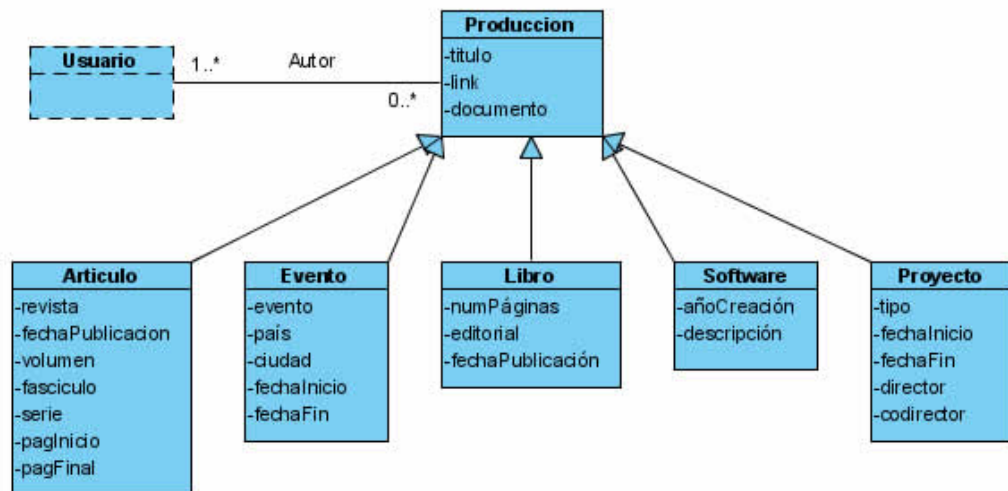 Produccion
-titulo
-link
-documento
Usuario
1..*
Autor
0..*
Articulo
-revista
-fechaPublicacion
-volumen
-fasciculo
-serie
-pagInicio
-pagFinal
Evento
-evento
-país
-ciudad
-fechaInicio
-fechaFin
Libro
-numPáginas
-editorial
-fechaPublicación
Software
-añoCreación
-descripción
Proyecto
-tipo
-fechaInicio
-fechaFin
-director
-codirector